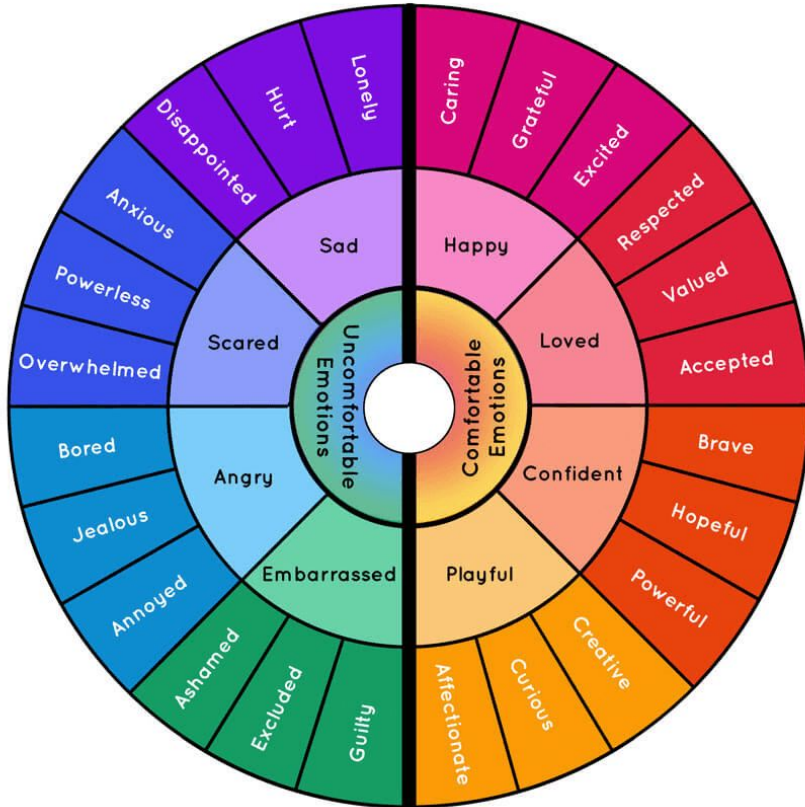 Lonely
Hurt
Disappointed
Anxious
Powerless
Overwhelmed
Bored
Jealous
Annoyed
Ashamed
Excluded
Guilty
Sad
Scared
Angry
Embarrassed
Uncomfortable
Emotions
Caring
Grateful
Excited
Respected
Valued
Accepted
Brave
Hopeful
Powerful
Creative
Curious
Affectionate
Happy
Loved
Confident
Playful
Comfortable
Emotions